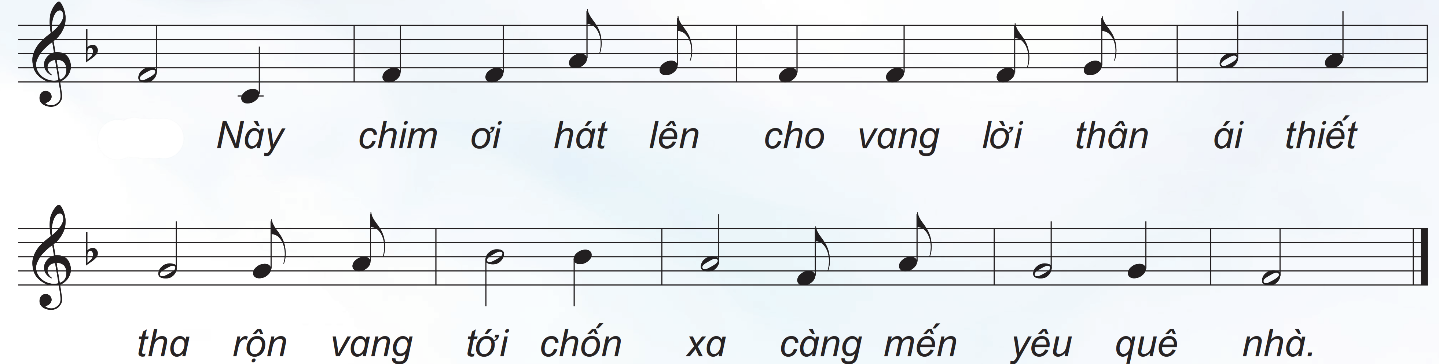 Này chim ơi hát lên cho vang lời thân ái thiết
tha rộn vang tới chốn xa càng mến yêu quê nhà.